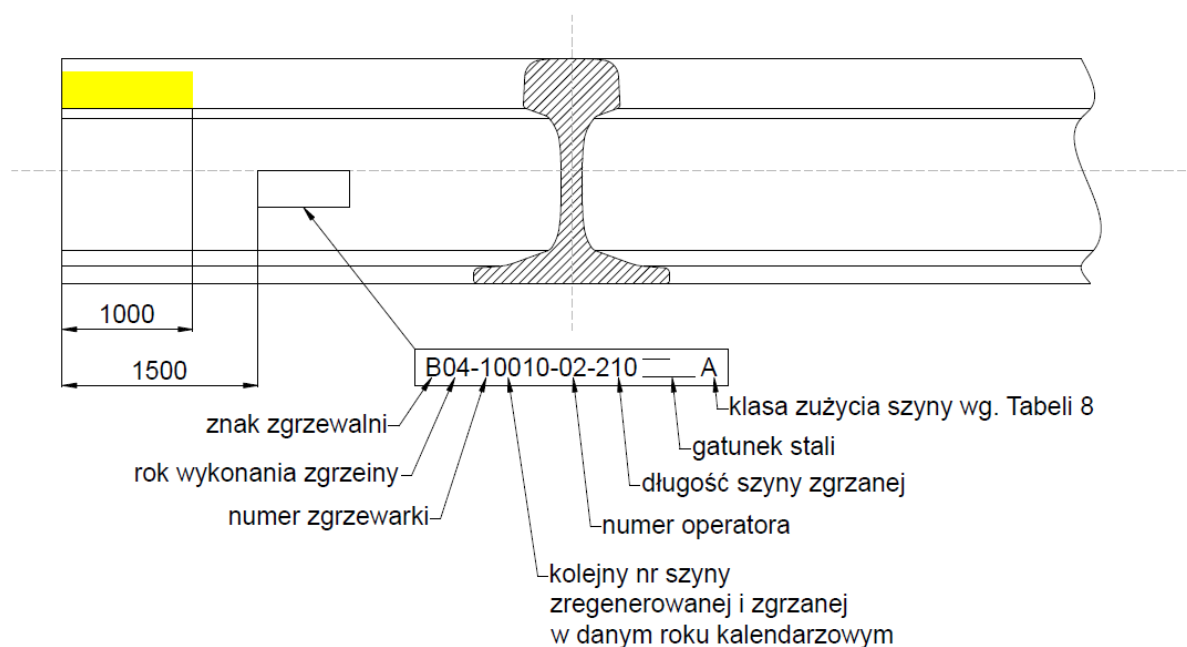 1000
1500
B04-10010-02-210 A
klasa zużycia szyny wg. Tabeli 8
znak zgrzewalni
gatunek stali
rok wykonania zgrzeiny
długość szyny zgrzanej
numer zgrzewarki
numer operatora
kolejny nr szyny
zregenerowanej i zgrzanej
w danym roku kalendarzowym